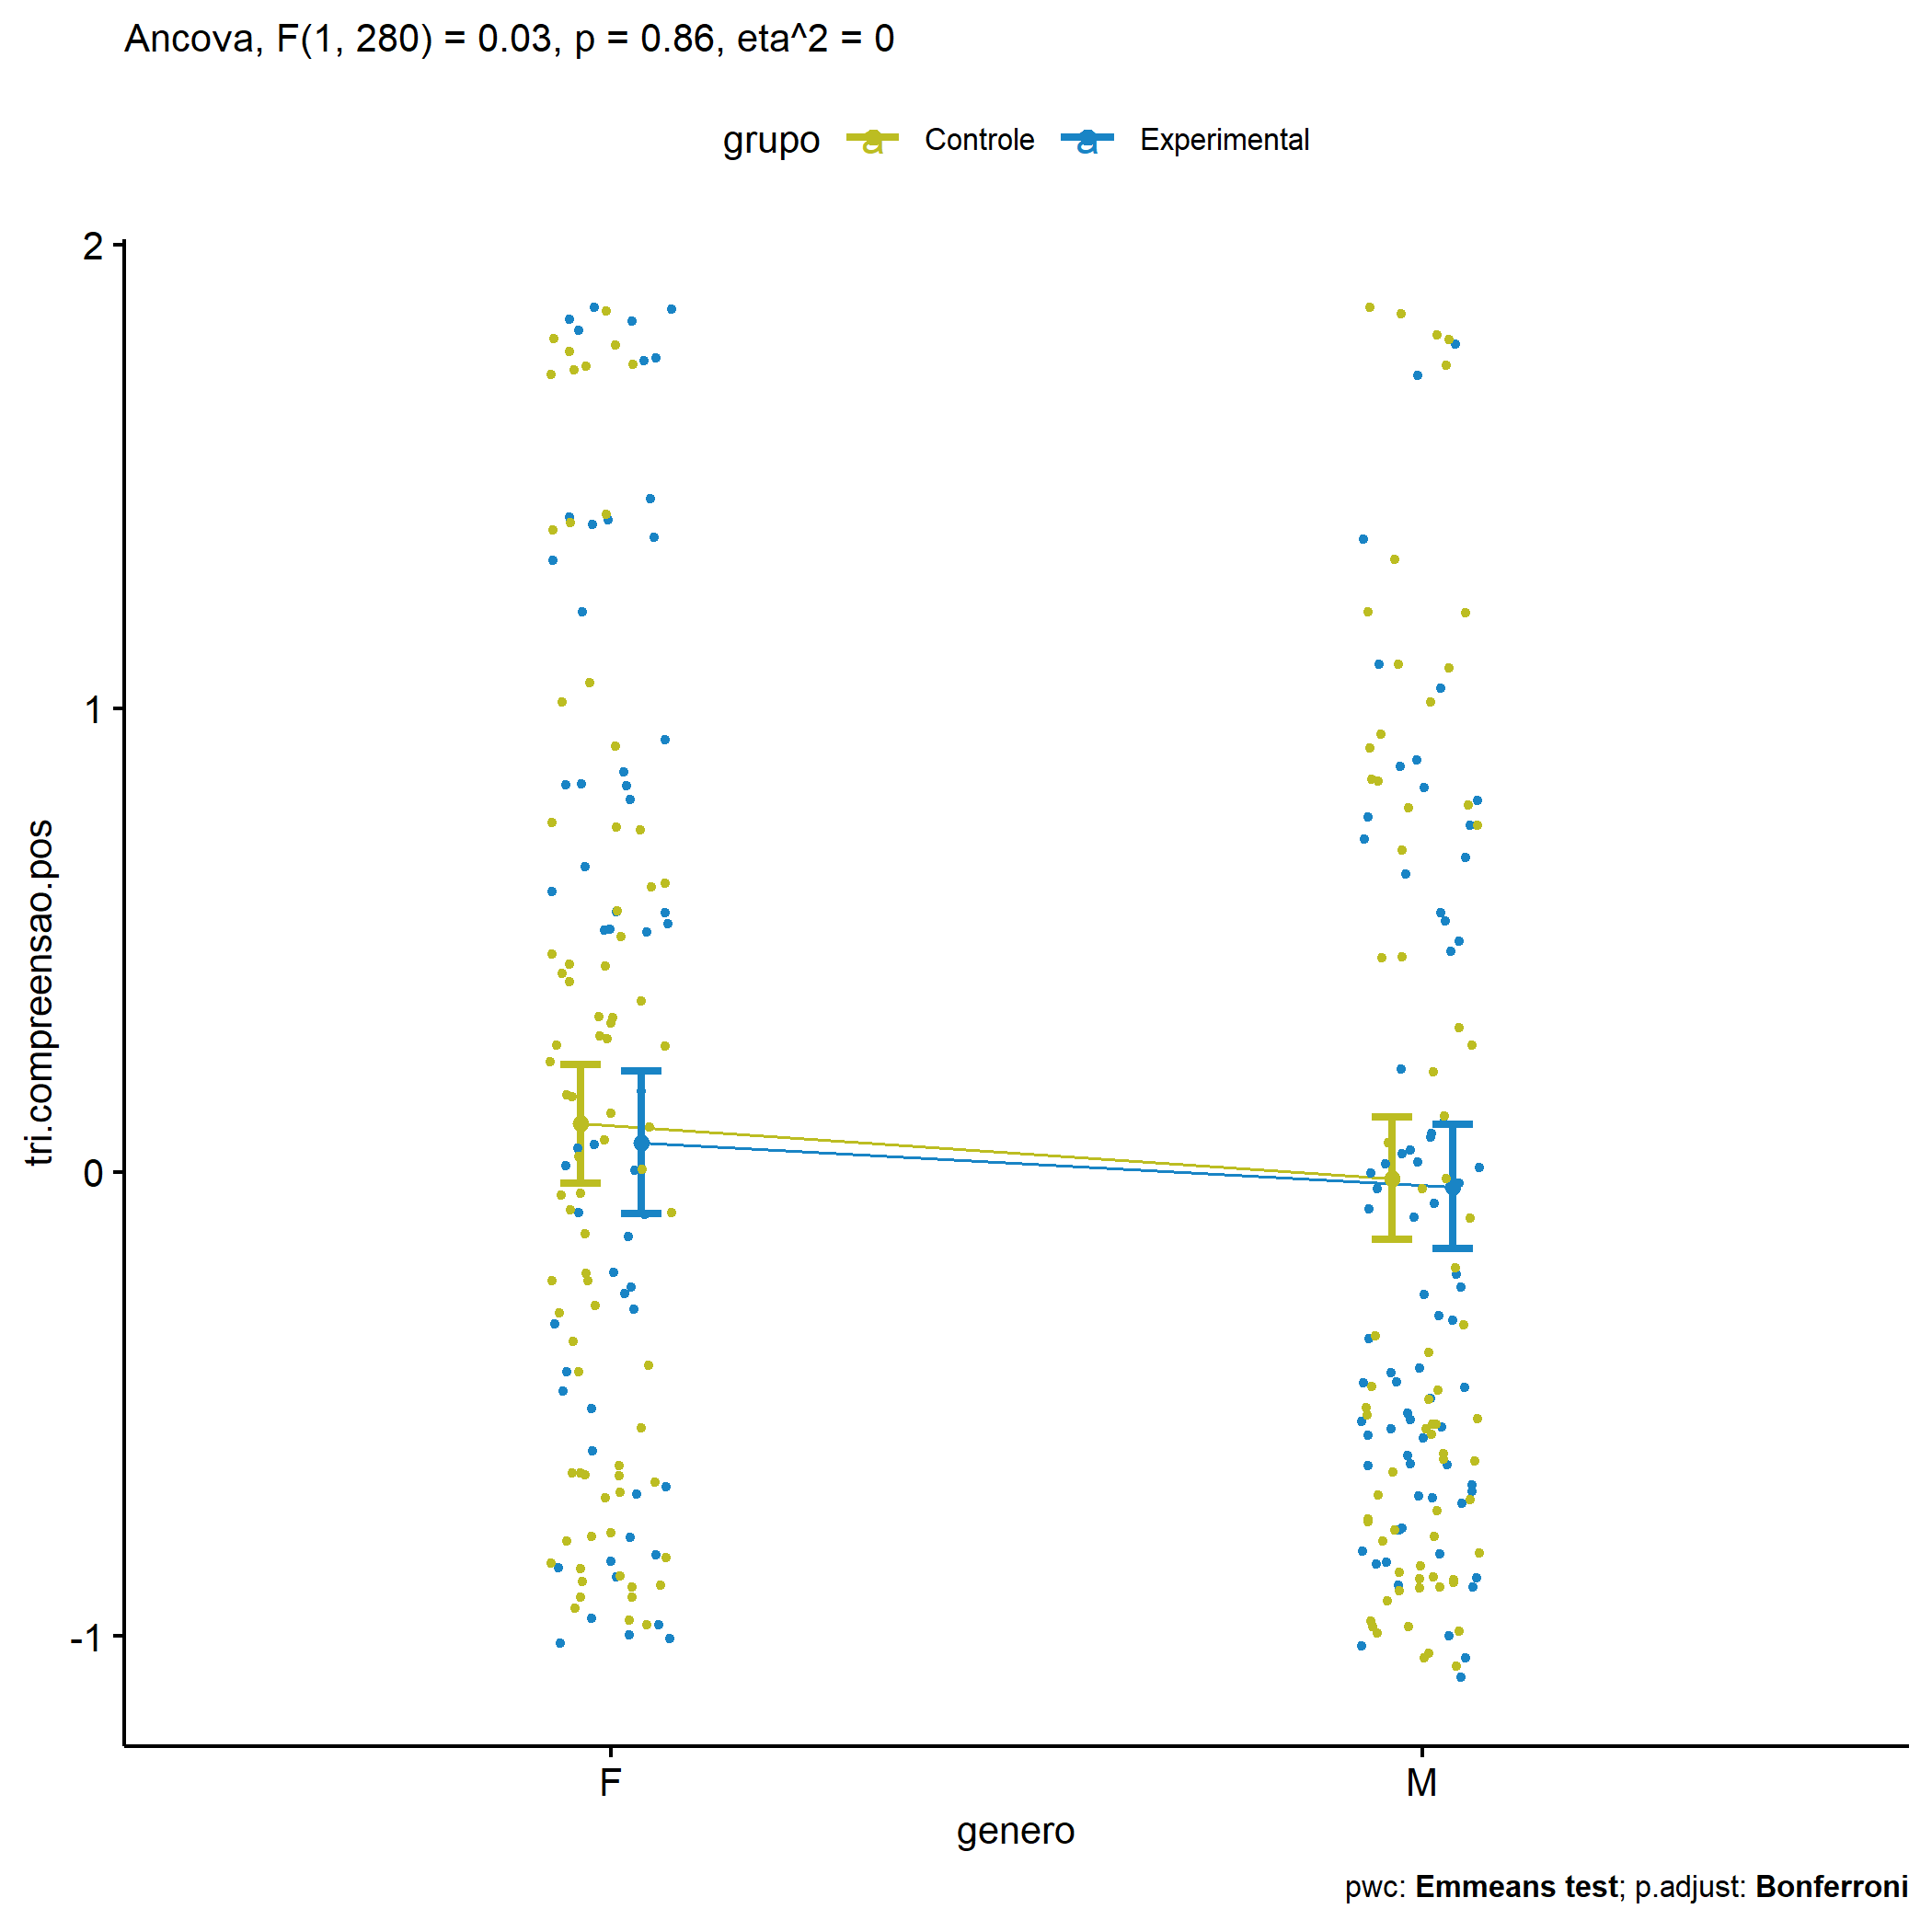 Ancova, F(1, 280) = 0.03, p = 0.86, eta^2 = 0
grupo a Controle a Experimental
2
1
0
-1
tri.compreensao.pos
F M
genero
pwc: Emmeans test; p.adjust: Bonferroni